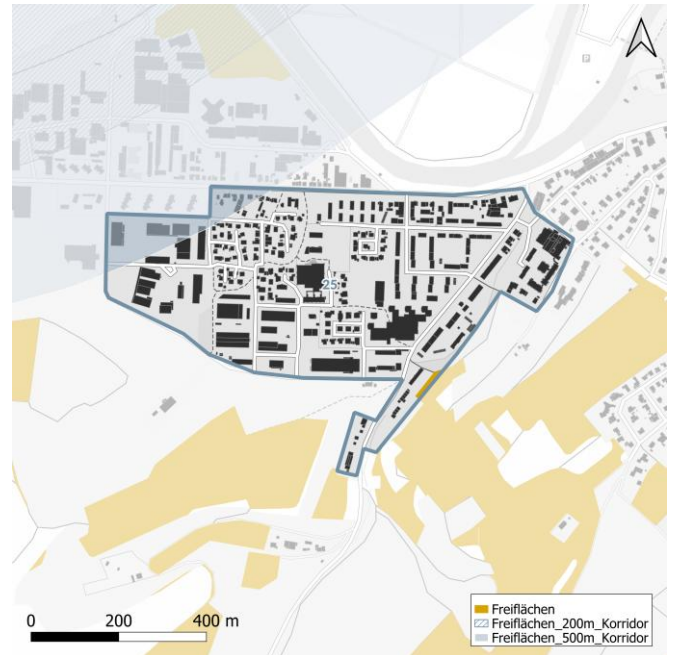 25
0 200 400 m
Freiflächen
Freiflächen_200m_Korridor
Freiflächen_500m_Korridor